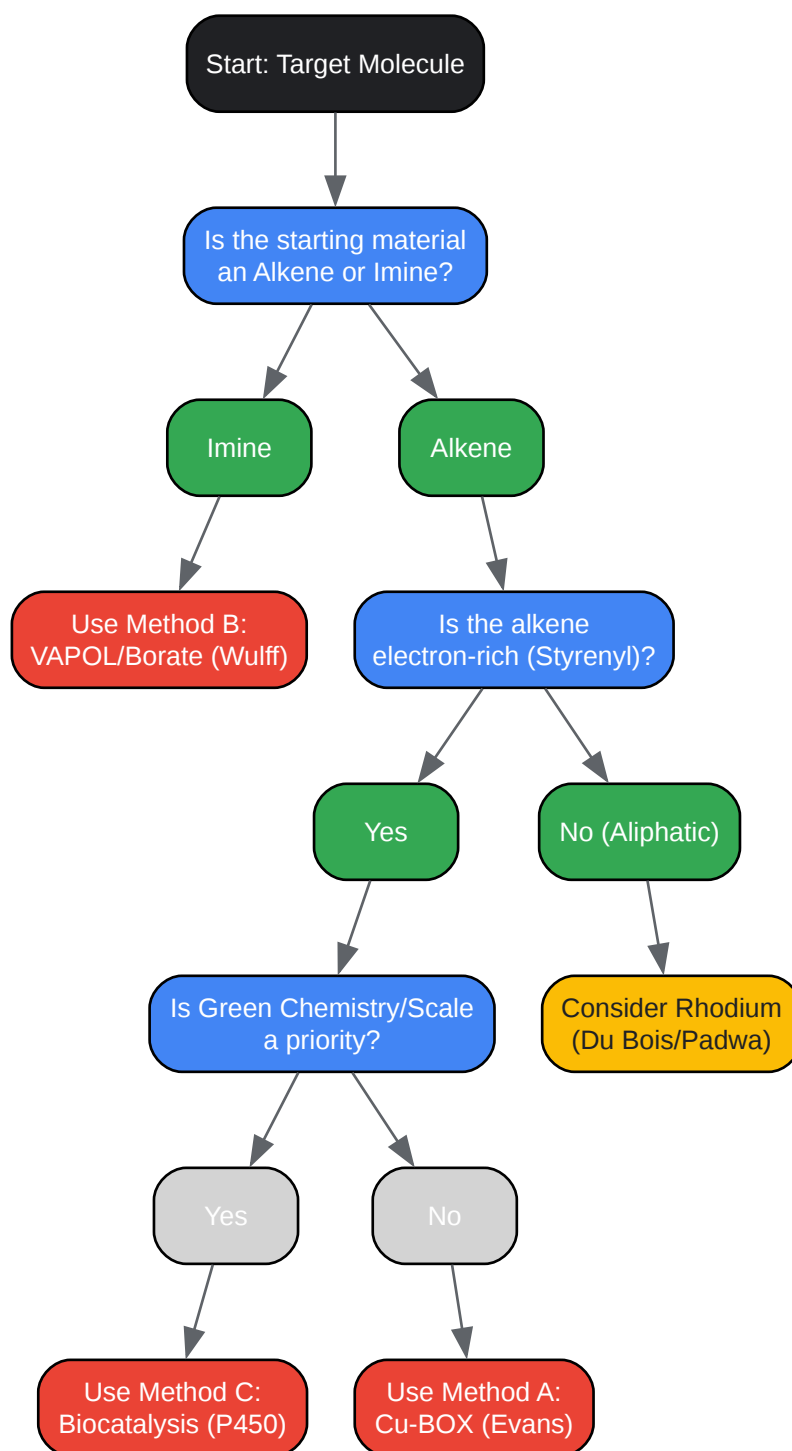 Start: Target Molecule
Is the starting material
an Alkene or Imine?
Imine
Alkene
Use Method B:
VAPOL/Borate (Wulff)
Is the alkene
electron-rich (Styrenyl)?
Yes
No (Aliphatic)
Is Green Chemistry/Scale
a priority?
Consider Rhodium
(Du Bois/Padwa)
Yes
No
Use Method C:
Biocatalysis (P450)
Use Method A:
Cu-BOX (Evans)